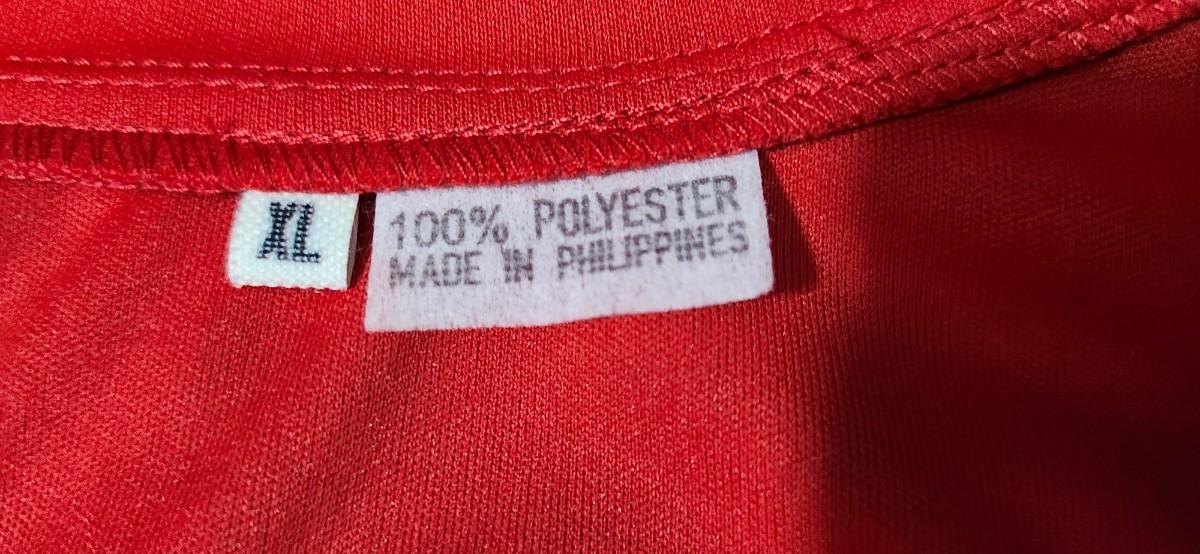 XL
100% POLYESTER
MADE IN PHILIPPINES